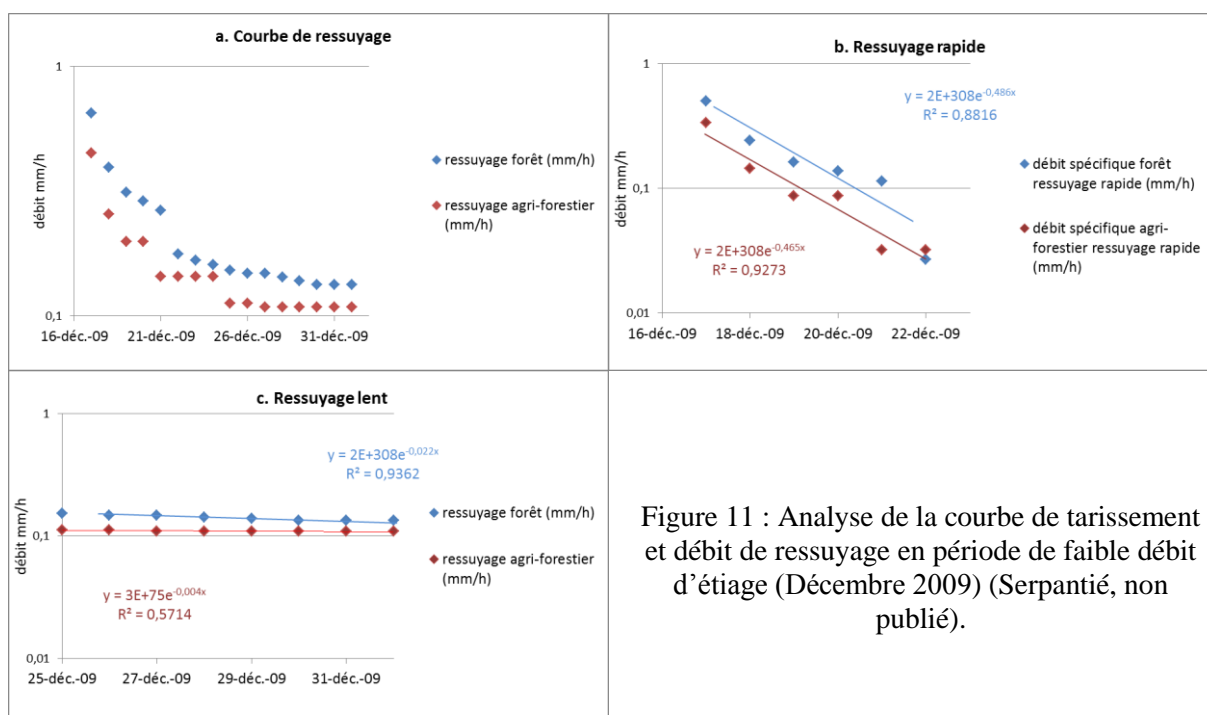 a. Courbe de ressuyage
1
0,1
débit mm/h
16-déc.-09 21-déc.-09 26-déc.-09 31-déc.-09
ressuyage forêt (mm/h)
ressuyage agri-forestier
(mm/h)
b. Ressuyage rapide
1
0,1
0,01
débit mm/h
y = 2E+308e^-0,486x
R² = 0,8816
y = 2E+308e^-0,465x
R² = 0,9273
16-déc.-09 18-déc.-09 20-déc.-09 22-déc.-09
débit spécifique forêt
ressuyage rapide (mm/h)
débit spécifique agri-
forestier ressuyage rapide
(mm/h)
c. Ressuyage lent
1
0,1
0,01
débit mm/h
y = 2E+308e^-0,022x
R² = 0,9362
y = 3E+75e^-0,004x
R² = 0,5714
25-déc.-09 27-déc.-09 29-déc.-09 31-déc.-09
ressuyage forêt (mm/h)
ressuyage agri-forestier
(mm/h)
Figure 11 : Analyse de la courbe de tarissement
et débit de ressuyage en période de faible débit
d’étiage (Décembre 2009) (Serpantié, non
publié).